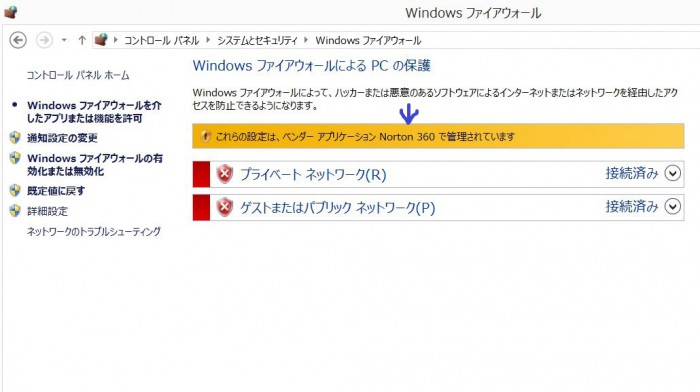 Windows ファイアウォール
コントロール パネル
システムとセキュリティ
Windows ファイアウォール
コントロール パネル ホーム
Windows ファイアウォールを介
したアプリまたは機能を許可
通知設定の変更
Windows ファイアウォールの有
効化または無効化
既定値に戻す
詳細設定
ネットワークのトラブルシューティング
Windows ファイアウォールによる PC の保護
Windows ファイアウォールによって、ハッカーまたは悪意のあるソフトウェアによるインターネットまたはネットワークを経由したアク
セスを防止できるようになります。
これらの設定は、ベンダー アプリケーション Norton 360 で管理されています
プライベート ネットワーク(R)
接続済み
ゲストまたはパブリック ネットワーク(P)
接続済み